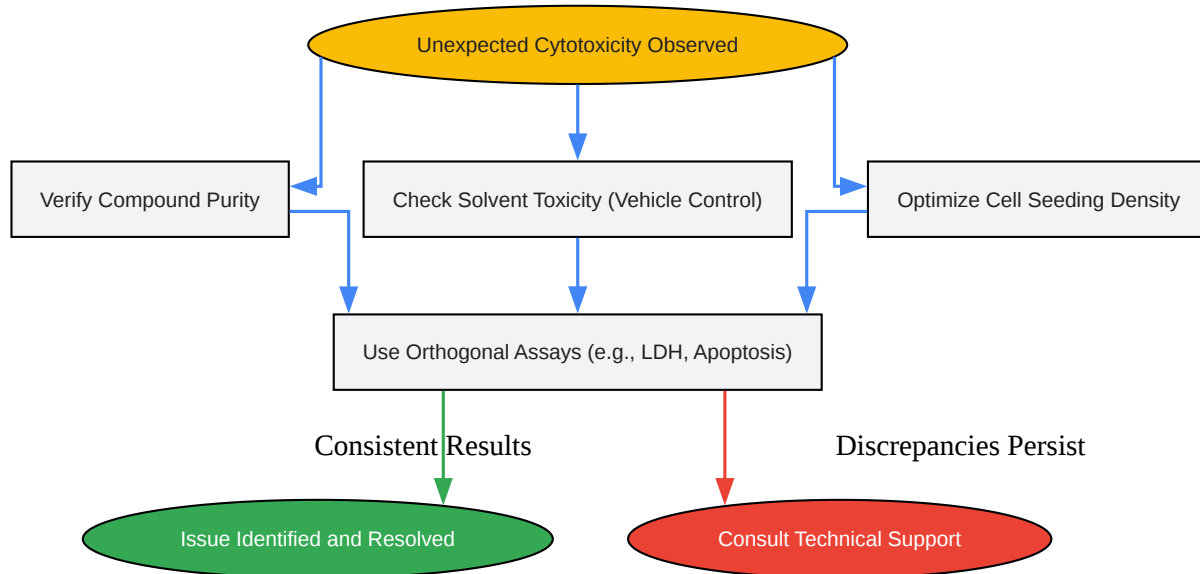 Unexpected Cytotoxicity Observed
Verify Compound Purity
Check Solvent Toxicity (Vehicle Control)
Optimize Cell Seeding Density
Use Orthogonal Assays (e.g., LDH, Apoptosis)
Consistent Results
Discrepancies Persist
Issue Identified and Resolved
Consult Technical Support